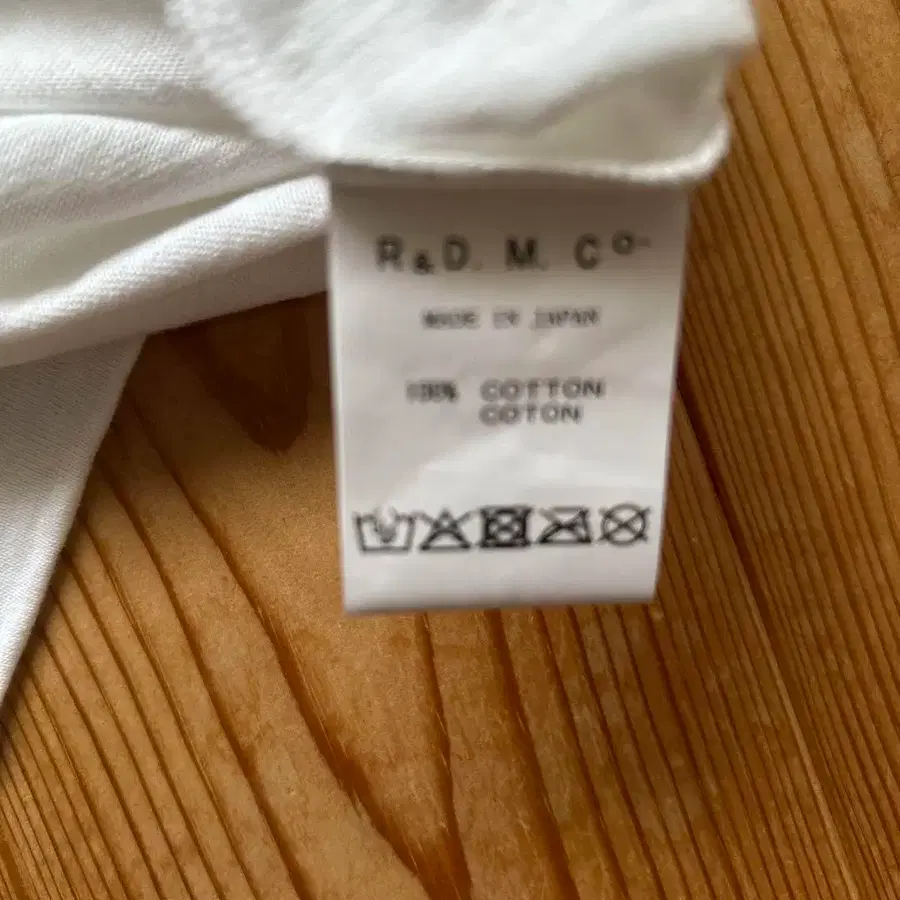 R & D. M. Co-
MADE IN JAPAN
100% COTTON
COTON